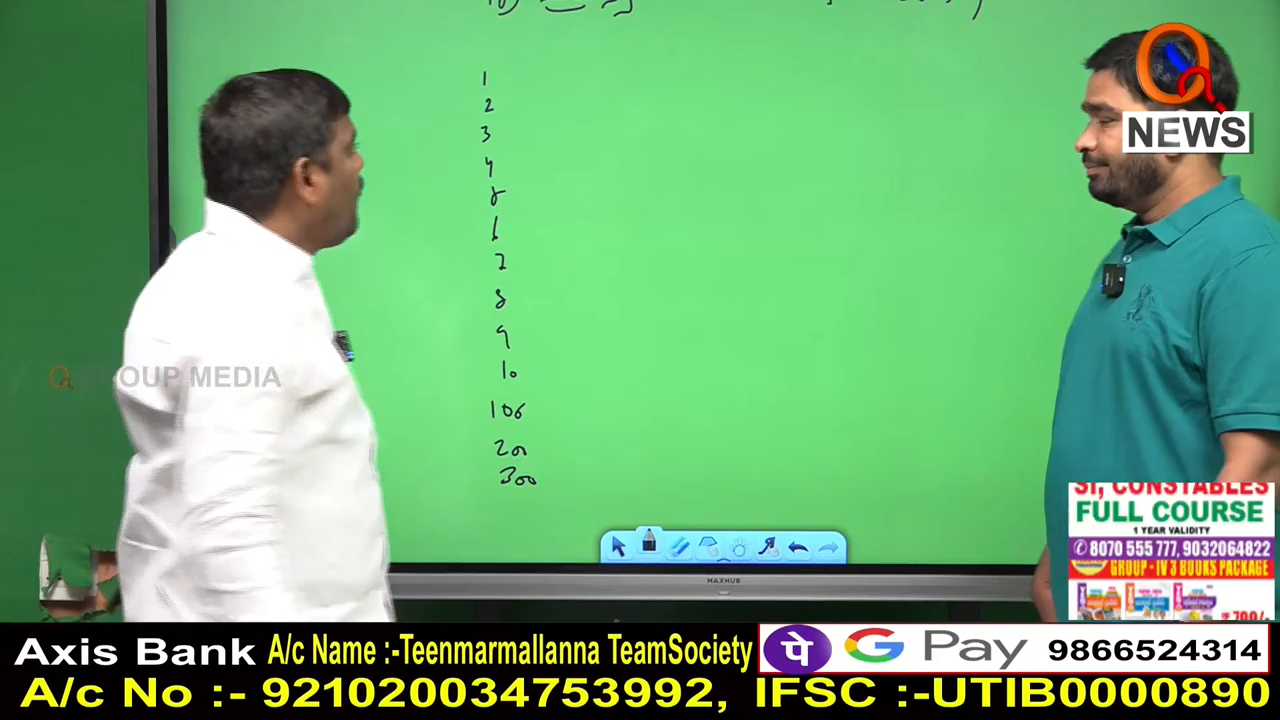 1
2
3
4
5
6
7
8
9
10
100
200
300
Q
NEWS
Q GROUP MEDIA
MAXHUB
SI, CONSTABLES
FULL COURSE
1 YEAR VALIDITY
8070 555 777, 9032064822
GROUP - IV 3 BOOKS PACKAGE
Axis Bank A/c Name :-Teenmarmallanna TeamSociety
पे G Pay 9866524314
A/c No :- 921020034753992, IFSC :-UTIB0000890